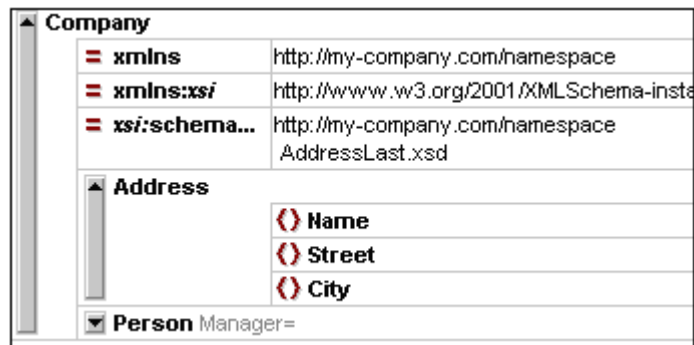 Company
= xmlns http://my-company.com/namespace
= xmlns:xsi http://www.w3.org/2001/XMLSchema-insta
= xsi:schema... http://my-company.com/namespace
AddressLast.xsd
Address
{} Name
{} Street
{} City
Person Manager=